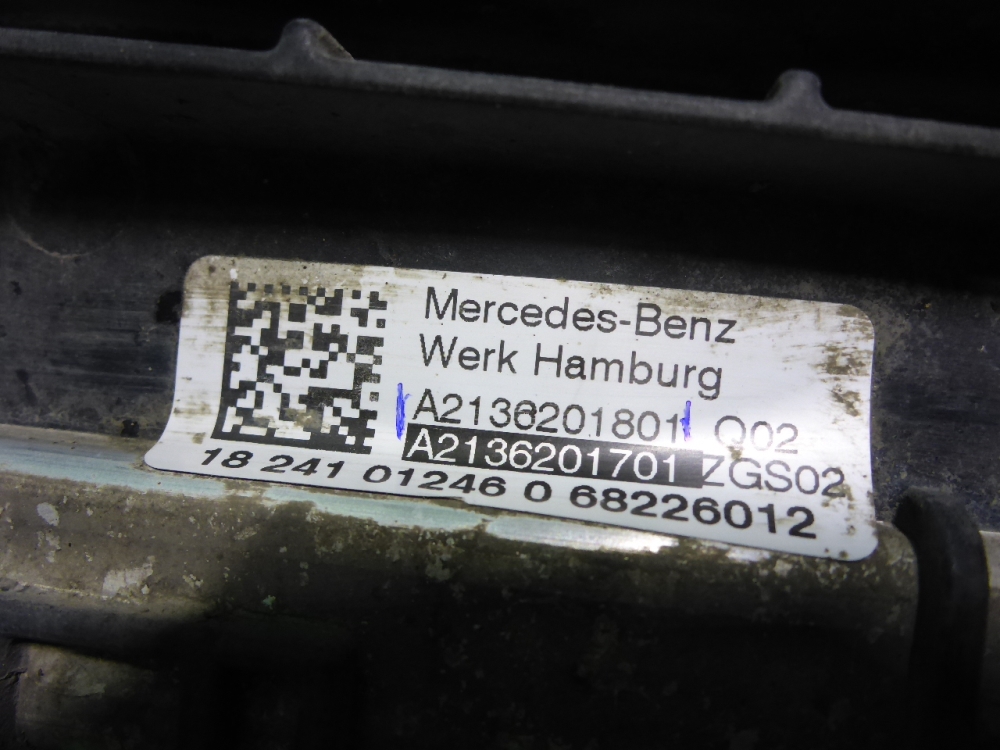 Mercedes-Benz
Werk Hamburg
A2136201801 Q02
A2136201701 ZGS02
18 241 01246 0 68226012